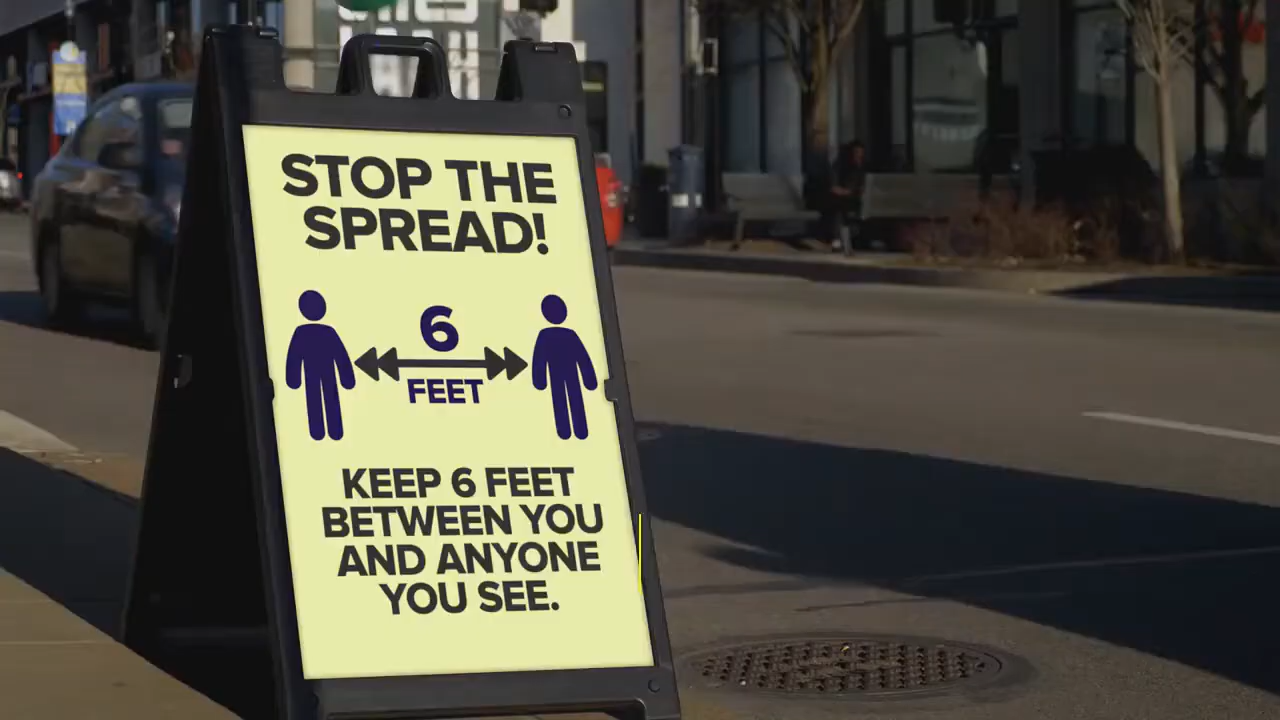 STOP THE
SPREAD!
6
FEET
KEEP 6 FEET
BETWEEN YOU
AND ANYONE
YOU SEE.